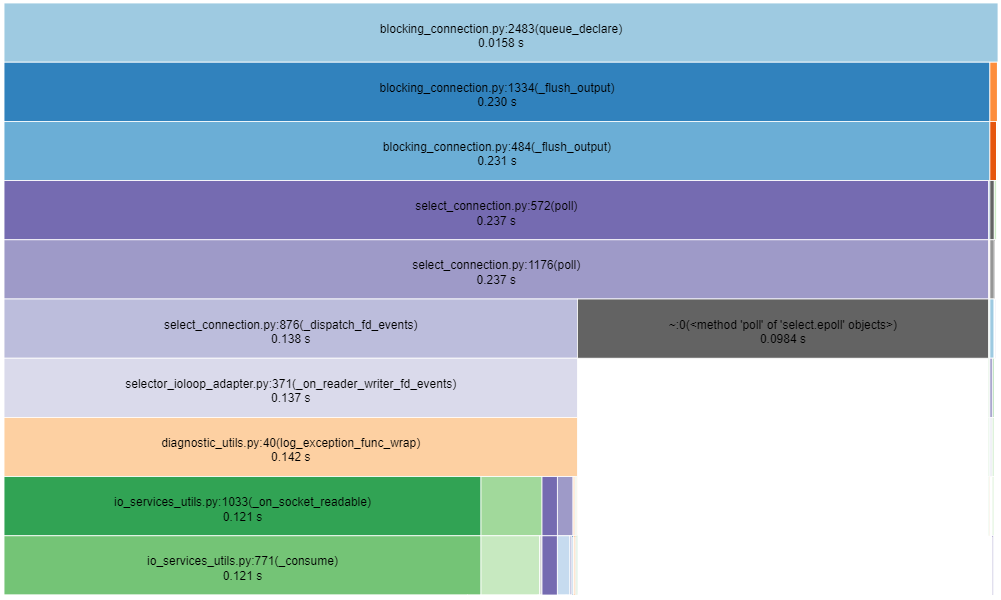 blocking_connection.py:2483(queue_declare)
0.0158 s
blocking_connection.py:1334(_flush_output)
0.230 s
blocking_connection.py:484(_flush_output)
0.231 s
select_connection.py:572(poll)
0.237 s
select_connection.py:1176(poll)
0.237 s
select_connection.py:876(_dispatch_fd_events)
0.138 s
~:0(<method 'poll' of 'select.epoll' objects>)
0.0984 s
selector_ioloop_adapter.py:371(_on_reader_writer_fd_events)
0.137 s
diagnostic_utils.py:40(log_exception_func_wrap)
0.142 s
io_services_utils.py:1033(_on_socket_readable)
0.121 s
io_services_utils.py:771(_consume)
0.121 s